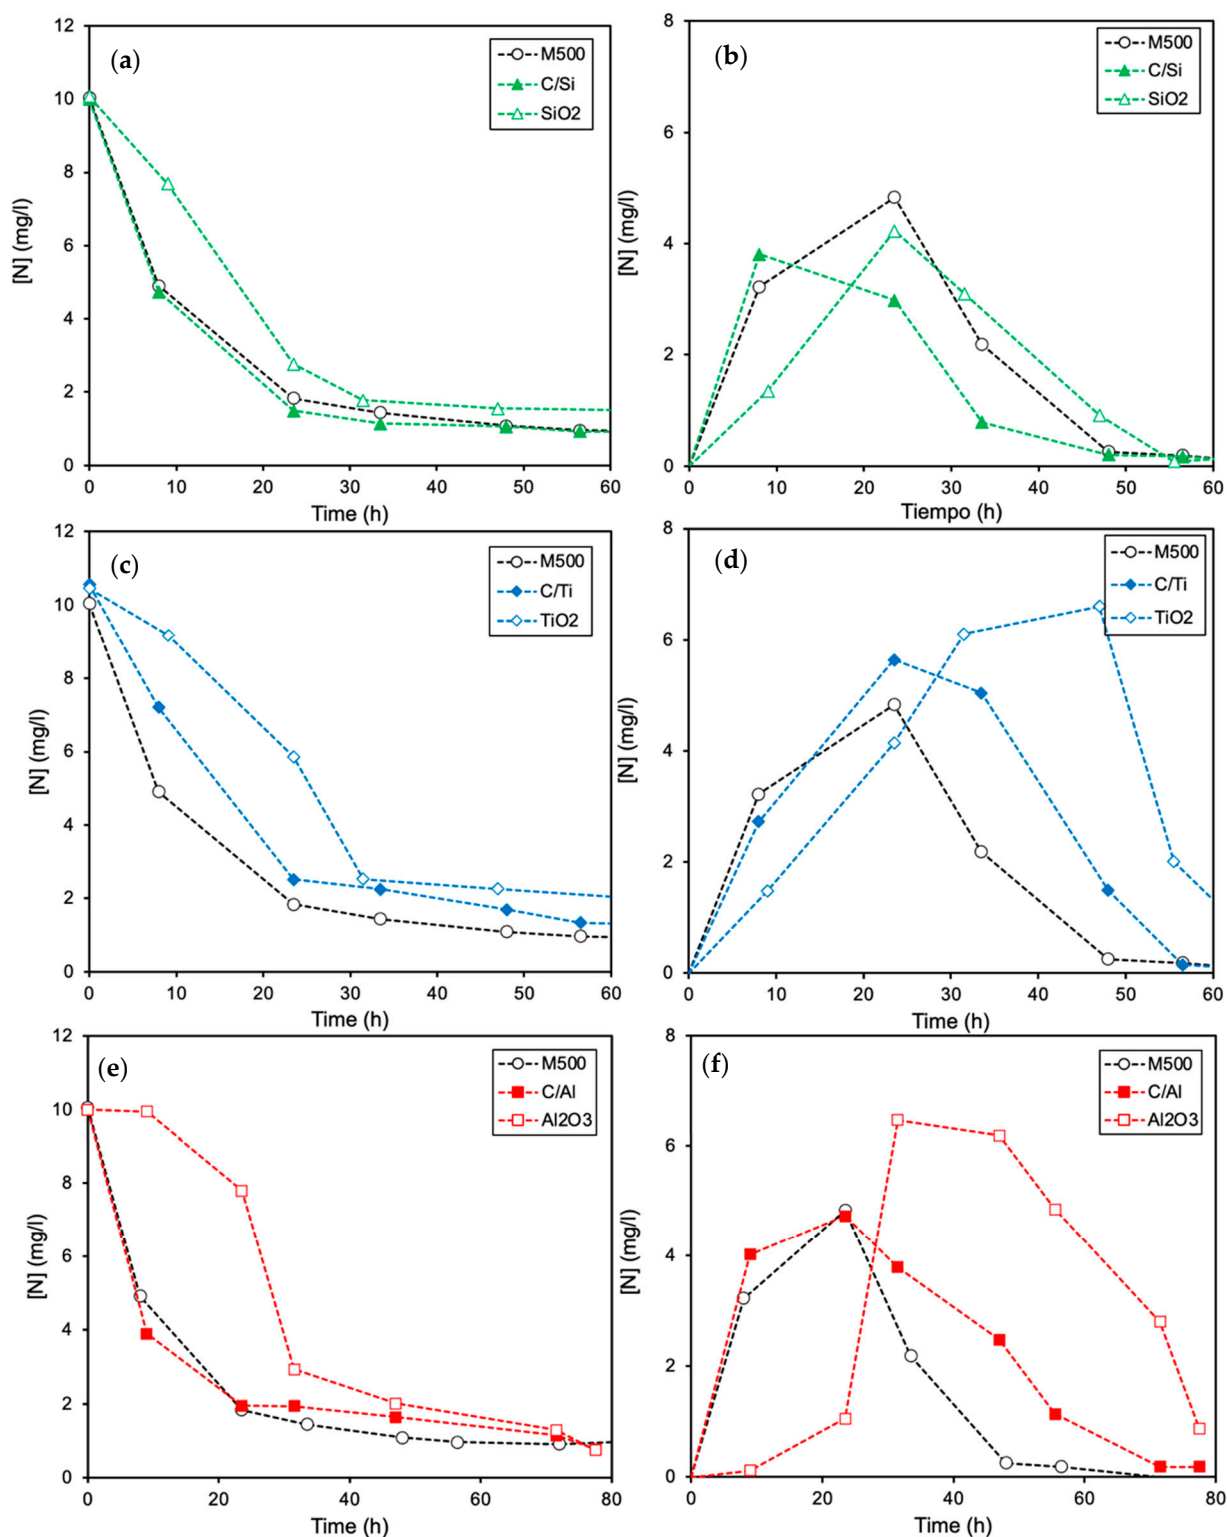 (a)
M500
C/Si
SiO2
[N] (mg/l)
12
10
8
6
4
2
0
0 10 20 30 40 50 60
Time (h)
(b)
M500
C/Si
SiO2
[N] (mg/l)
8
6
4
2
0
0 10 20 30 40 50 60
Tiempo (h)
(c)
M500
C/Ti
TiO2
[N] (mg/l)
12
10
8
6
4
2
0
0 10 20 30 40 50 60
Time (h)
(d)
M500
C/Ti
TiO2
[N] (mg/l)
8
6
4
2
0
0 10 20 30 40 50 60
Time (h)
(e)
M500
C/Al
Al2O3
[N] (mg/l)
12
10
8
6
4
2
0
0 20 40 60 80
Time (h)
(f)
M500
C/Al
Al2O3
[N] (mg/l)
8
6
4
2
0
0 20 40 60 80
Time (h)